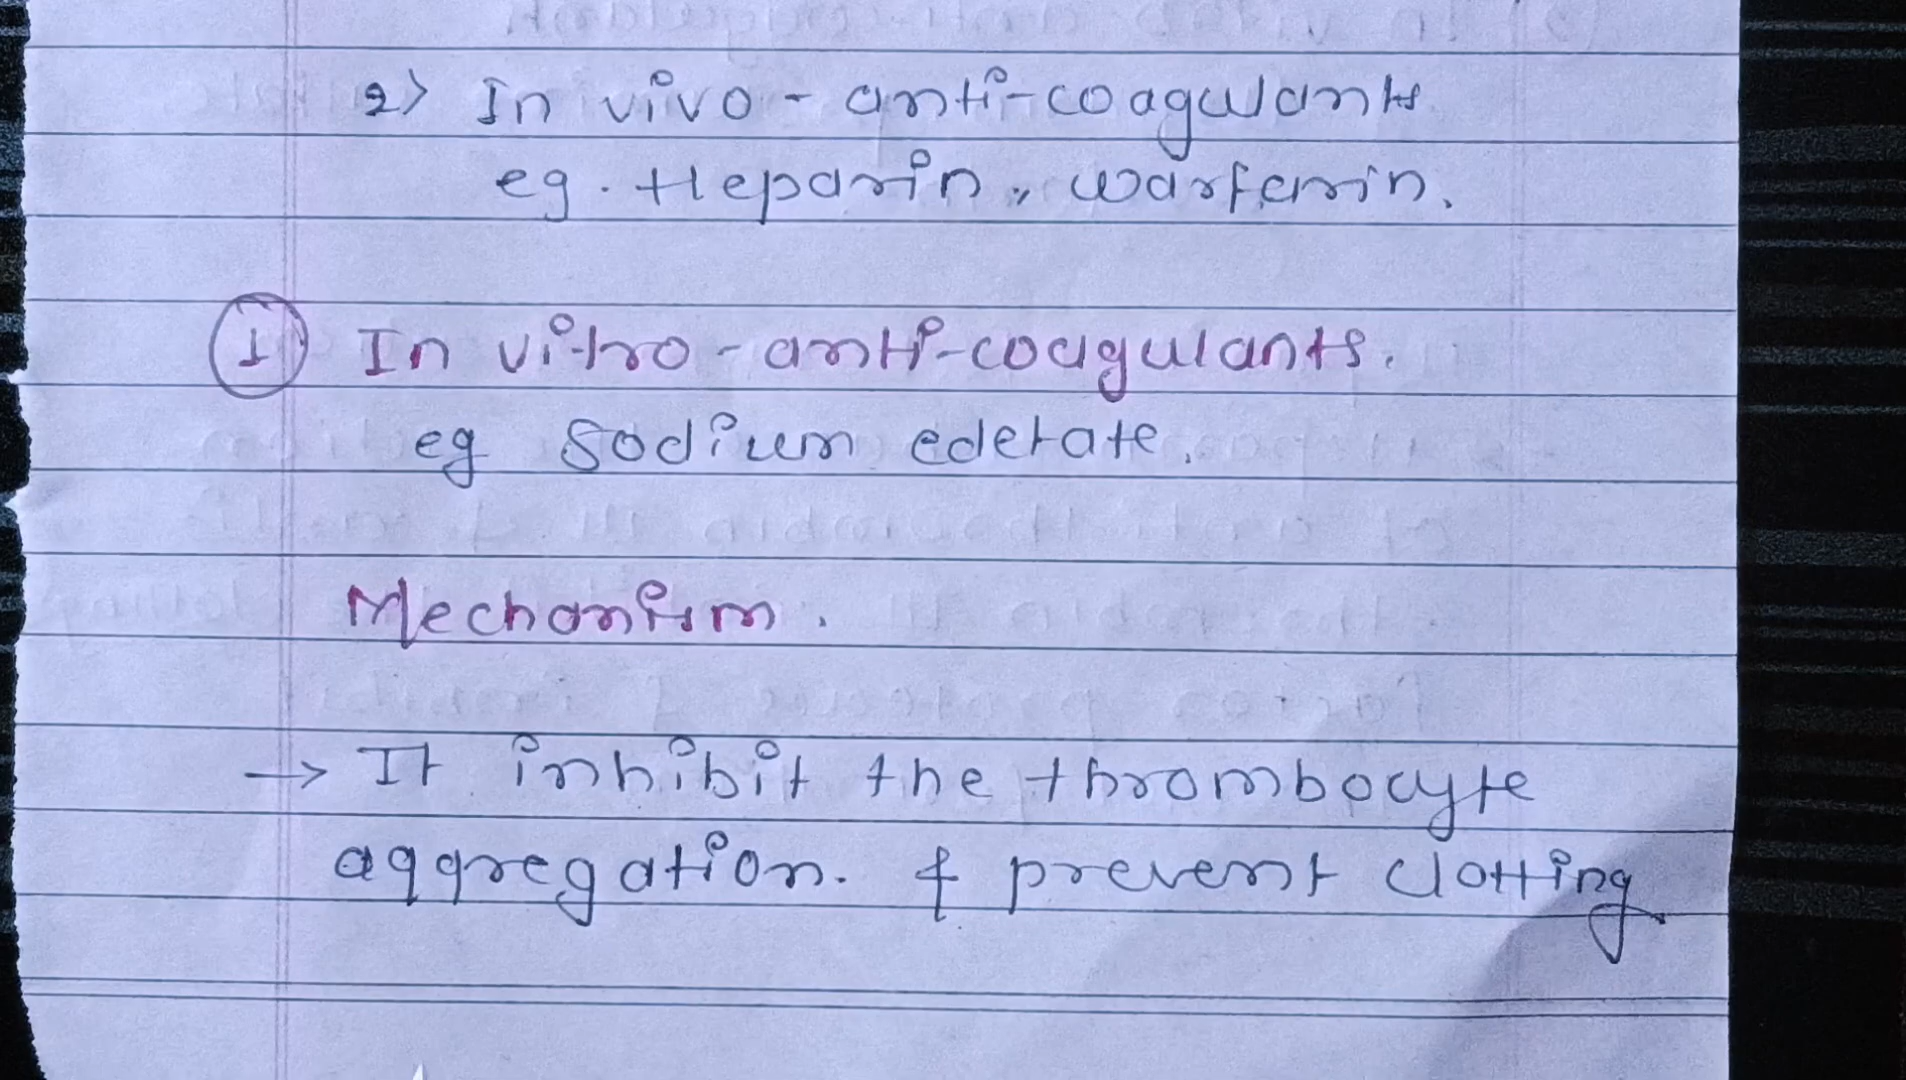 2) In vivo - anti-coagulants
eg. Heparin, warfarin.
1 In vitro - anti-coagulants.
eg Sodium edetate.
Mechanism.
→ It inhibit the thrombocyte
aggregation. & prevent clotting